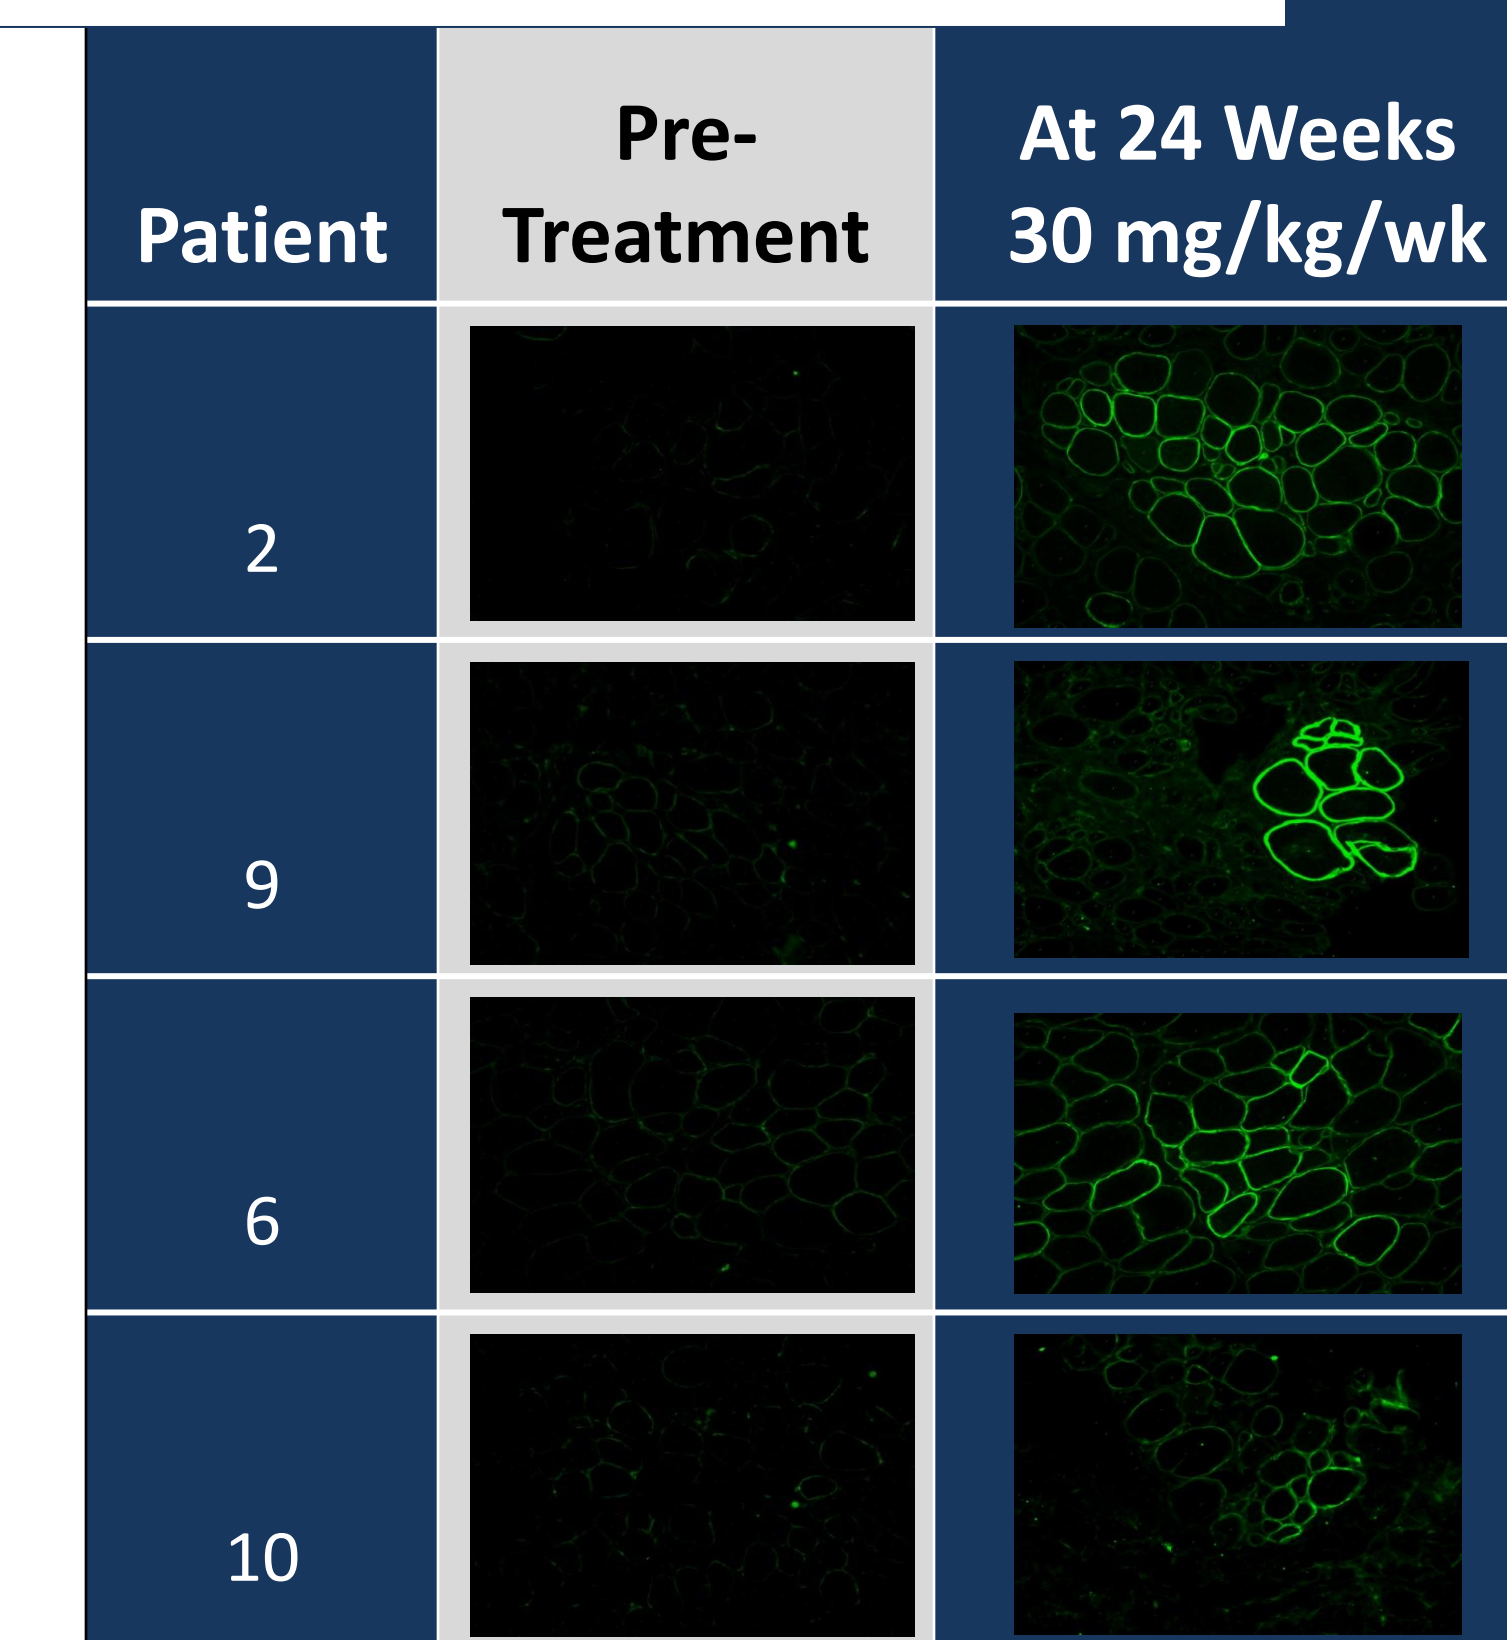 Patient
Pre-
Treatment
At 24 Weeks
30 mg/kg/wk
2
9
6
10